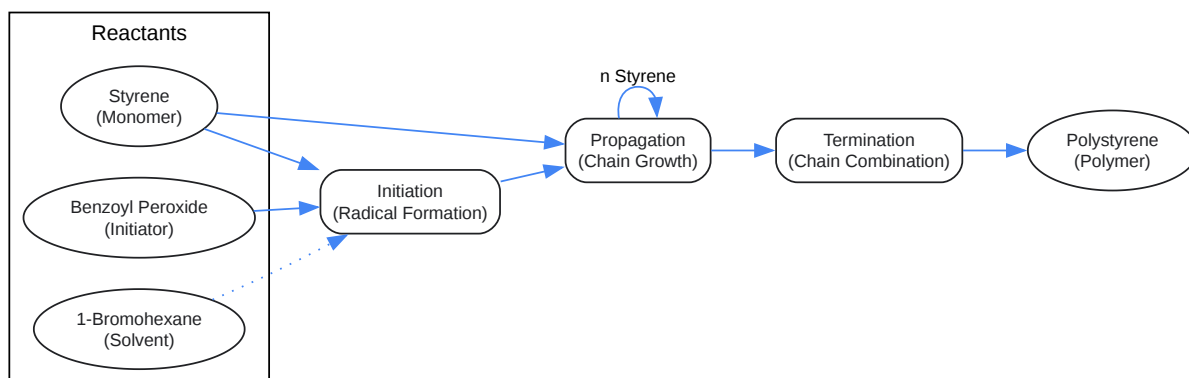 Reactants
Styrene
(Monomer)
Benzoyl Peroxide
(Initiator)
1-Bromohexane
(Solvent)
Initiation
(Radical Formation)
n Styrene
Propagation
(Chain Growth)
Termination
(Chain Combination)
Polystyrene
(Polymer)